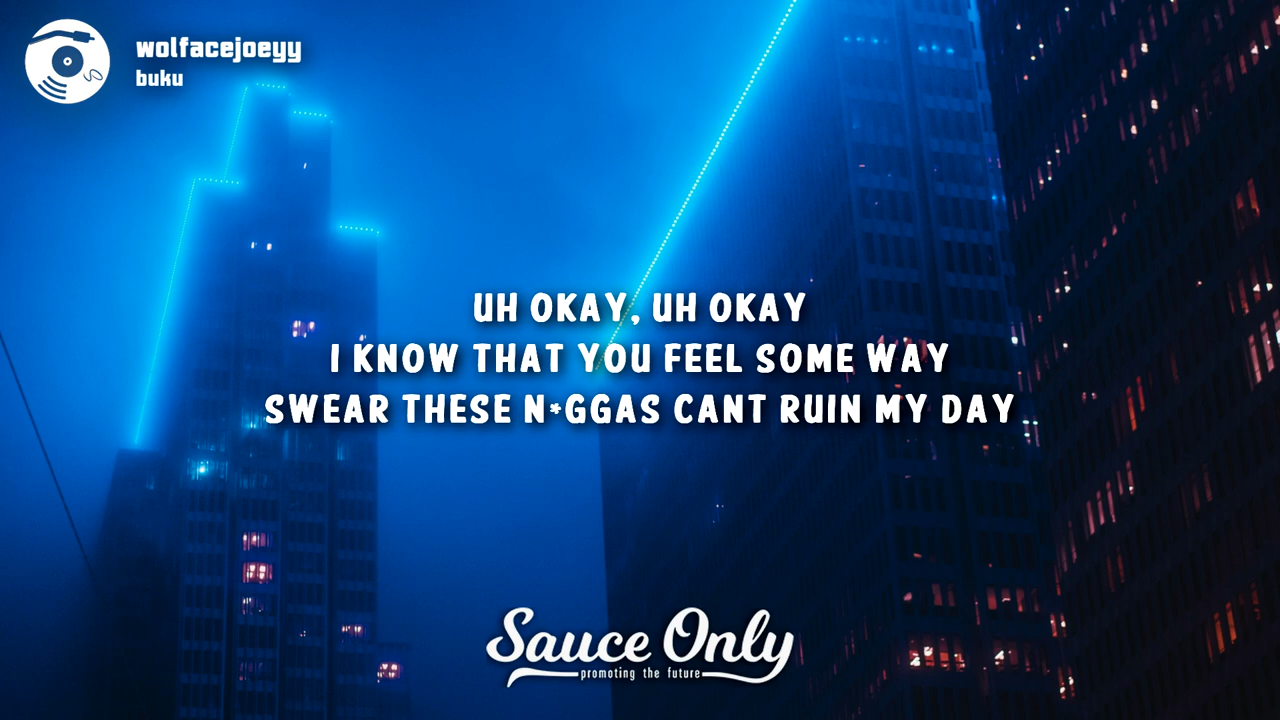 wolfacejoeyy
buku
UH OKAY, UH OKAY
I KNOW THAT YOU FEEL SOME WAY
SWEAR THESE N*GGAS CANT RUIN MY DAY
Sauce Only
promoting the future